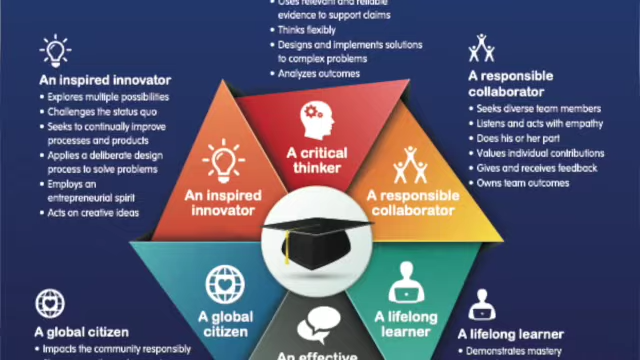 • Uses relevant and reliable
evidence to support claims
• Thinks flexibly
• Designs and implements solutions
to complex problems
• Analyzes outcomes
An inspired innovator
• Explores multiple possibilities
• Challenges the status quo
• Seeks to continually improve
processes and products
• Applies a deliberate design
process to solve problems
• Employs an
entrepreneurial spirit
• Acts on creative ideas
A responsible
collaborator
• Seeks diverse team members
• Listens and acts with empathy
• Does his or her part
• Values individual contributions
• Gives and receives feedback
• Owns team outcomes
A critical
thinker
An inspired
innovator
A responsible
collaborator
A global
citizen
A lifelong
learner
An effective
A global citizen
• Impacts the community responsibly
A lifelong learner
• Demonstrates mastery